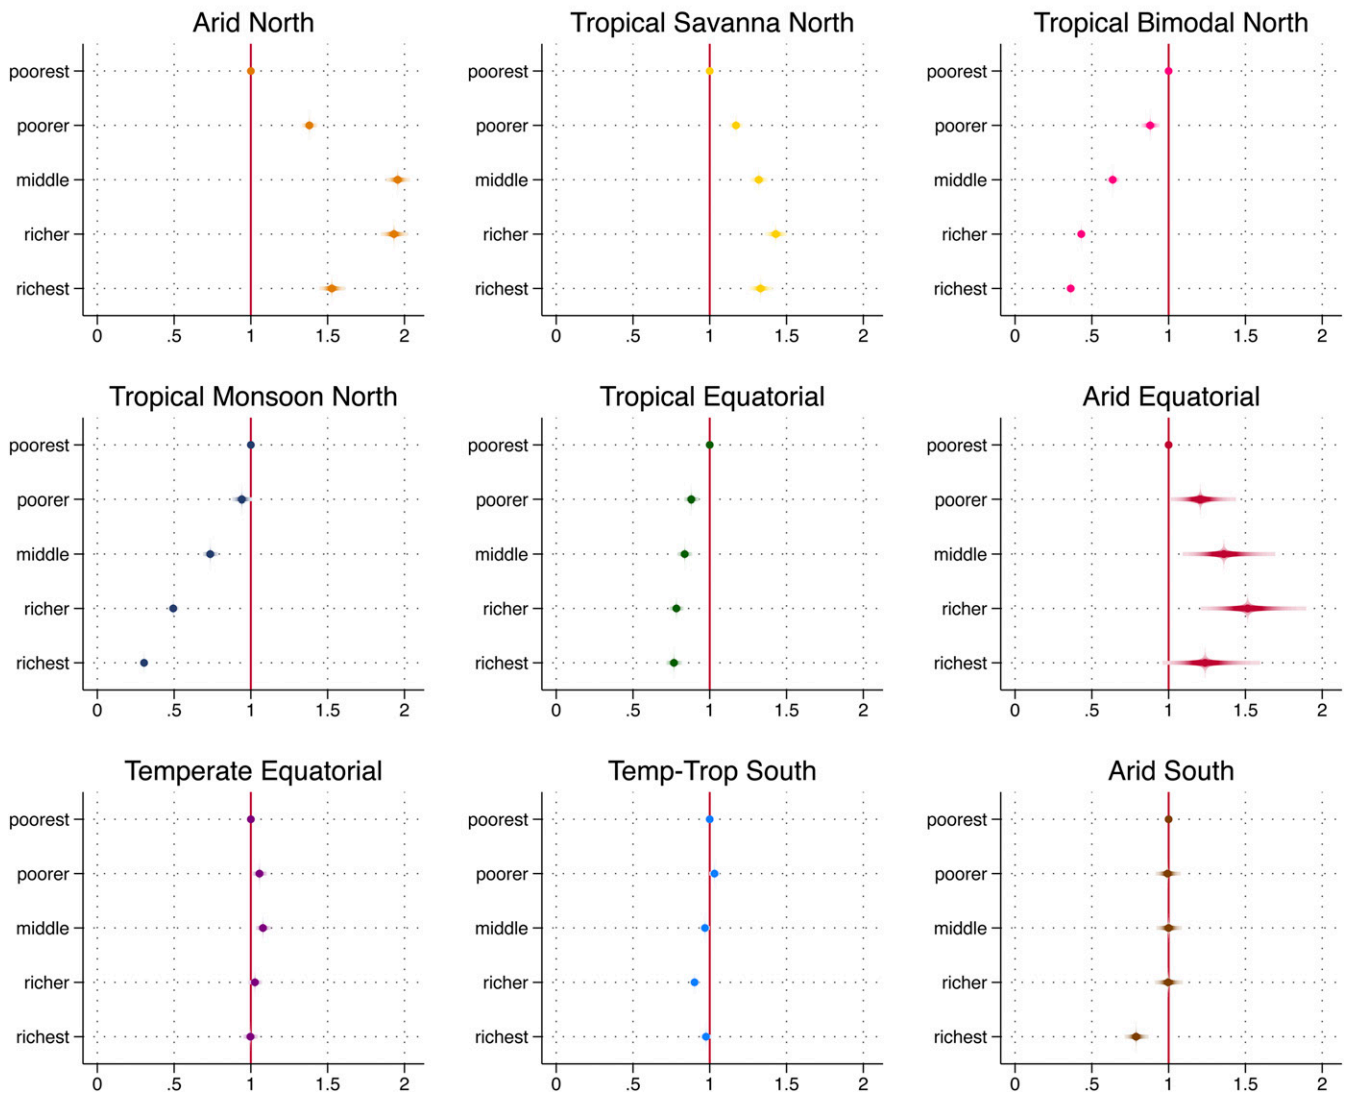 Arid North
poorest
poorer
middle
richer
richest
0 .5 1 1.5 2
Tropical Savanna North
poorest
poorer
middle
richer
richest
0 .5 1 1.5 2
Tropical Bimodal North
poorest
poorer
middle
richer
richest
0 .5 1 1.5 2
Tropical Monsoon North
poorest
poorer
middle
richer
richest
0 .5 1 1.5 2
Tropical Equatorial
poorest
poorer
middle
richer
richest
0 .5 1 1.5 2
Arid Equatorial
poorest
poorer
middle
richer
richest
0 .5 1 1.5 2
Temperate Equatorial
poorest
poorer
middle
richer
richest
0 .5 1 1.5 2
Temp-Trop South
poorest
poorer
middle
richer
richest
0 .5 1 1.5 2
Arid South
poorest
poorer
middle
richer
richest
0 .5 1 1.5 2